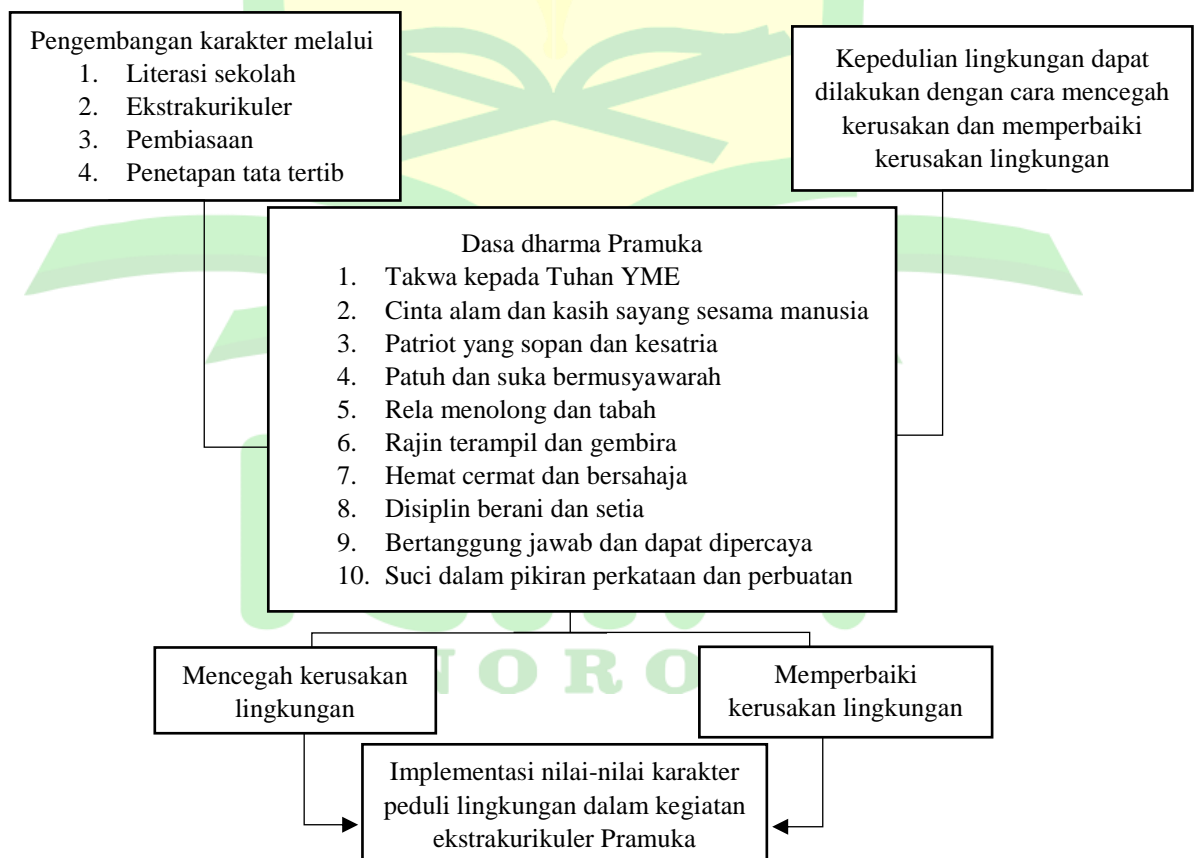 Pengembangan karakter melalui
1. Literasi sekolah
2. Ekstrakurikuler
3. Pembiasaan
4. Penetapan tata tertib
Kepedulian lingkungan dapat
dilakukan dengan cara mencegah
kerusakan dan memperbaiki
kerusakan lingkungan
Dasa dharma Pramuka
1. Takwa kepada Tuhan YME
2. Cinta alam dan kasih sayang sesama manusia
3. Patriot yang sopan dan kesatria
4. Patuh dan suka bermusyawarah
5. Rela menolong dan tabah
6. Rajin terampil dan gembira
7. Hemat cermat dan bersahaja
8. Disiplin berani dan setia
9. Bertanggung jawab dan dapat dipercaya
10. Suci dalam pikiran perkataan dan perbuatan
Mencegah kerusakan
lingkungan
Memperbaiki
kerusakan lingkungan
Implementasi nilai-nilai karakter
peduli lingkungan dalam kegiatan
ekstrakurikuler Pramuka